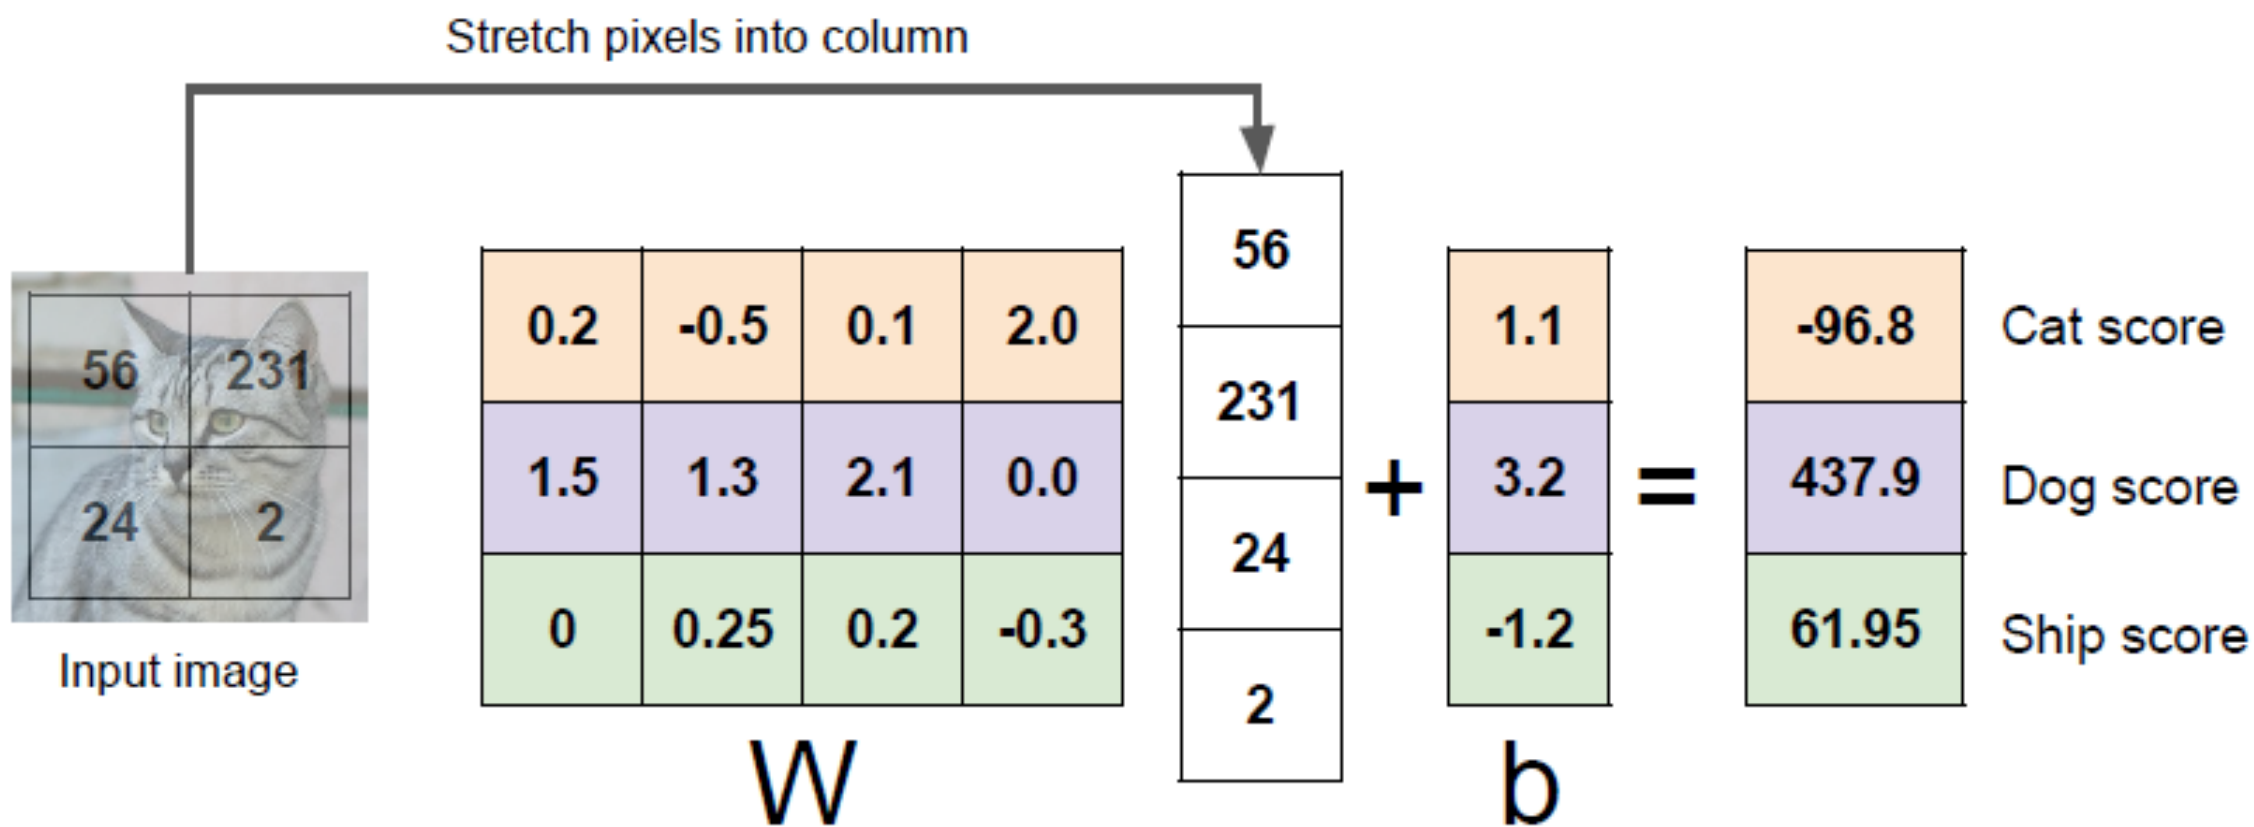 Stretch pixels into column
56 231
24 2
Input image
0.2 -0.5 0.1 2.0
1.5 1.3 2.1 0.0
0 0.25 0.2 -0.3
W
56
231
24
2
+
1.1
3.2
-1.2
b
=
-96.8 Cat score
437.9 Dog score
61.95 Ship score